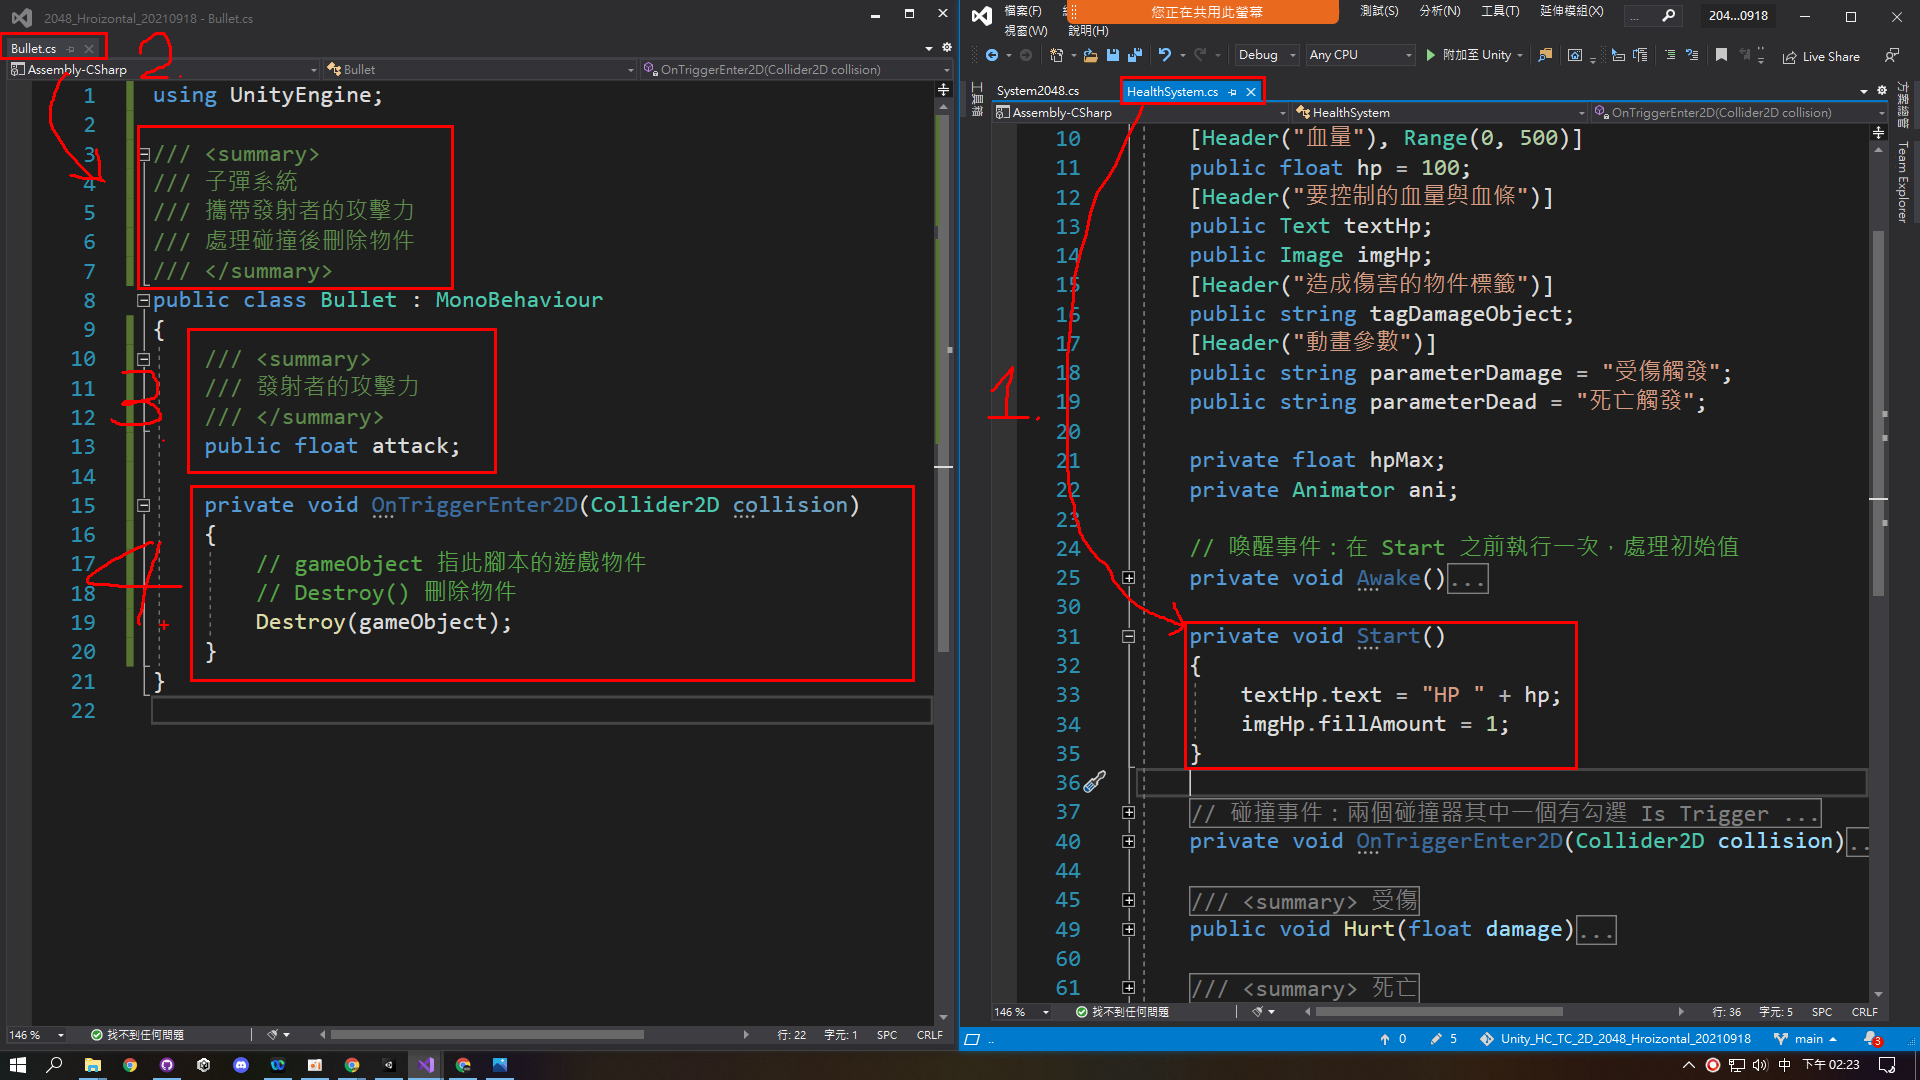 2048_Hroizontal_20210918 - Bullet.cs
Bullet.cs
2.
Assembly-CSharp
Bullet
OnTriggerEnter2D(Collider2D collision)
1 using UnityEngine;
2
3 /// <summary>
4 /// 子彈系統
5 /// 攜帶發射者的攻擊力
6 /// 處理碰撞後刪除物件
7 /// </summary>
8 public class Bullet : MonoBehaviour
9 {
10 /// <summary>
11 /// 發射者的攻擊力
12 /// </summary>
13 public float attack;
14
15 private void OnTriggerEnter2D(Collider2D collision)
16 {
17 // gameObject 指此腳本的遊戲物件
18 // Destroy() 刪除物件
19 Destroy(gameObject);
20 }
21 }
22
3
4
146 %
找不到任何問題
行: 22
字元: 1
SPC
CRLF
檔案(F)
您正在共用此螢幕
測試(S)
分析(N)
工具(T)
延伸模組(X)
...
204...0918
視窗(W)
說明(H)
Debug
Any CPU
附加至 Unity
Live Share
工具箱
System2048.cs
HealthSystem.cs
方案總管
Team Explorer
Assembly-CSharp
HealthSystem
OnTriggerEnter2D(Collider2D collision)
10 [Header("血量"), Range(0, 500)]
11 public float hp = 100;
12 [Header("要控制的血量與血條")]
13 public Text textHp;
14 public Image imgHp;
15 [Header("造成傷害的物件標籤")]
16 public string tagDamageObject;
17 [Header("動畫參數")]
18 public string parameterDamage = "受傷觸發";
19 public string parameterDead = "死亡觸發";
20
21 private float hpMax;
22 private Animator ani;
23
24 // 喚醒事件：在 Start 之前執行一次，處理初始值
25 private void Awake()...
30
31 private void Start()
32 {
33 textHp.text = "HP " + hp;
34 imgHp.fillAmount = 1;
35 }
36
37 // 碰撞事件：兩個碰撞器其中一個有勾選 Is Trigger ...
40 private void OnTriggerEnter2D(Collider2D collision)..
44
45 /// <summary> 受傷
49 public void Hurt(float damage)...
60
61 /// <summary> 死亡
1.
146 %
找不到任何問題
行: 36
字元: 5
SPC
CRLF
..
0
5
Unity_HC_TC_2D_2048_Hroizontal_20210918
main
3
中
下午 02:23